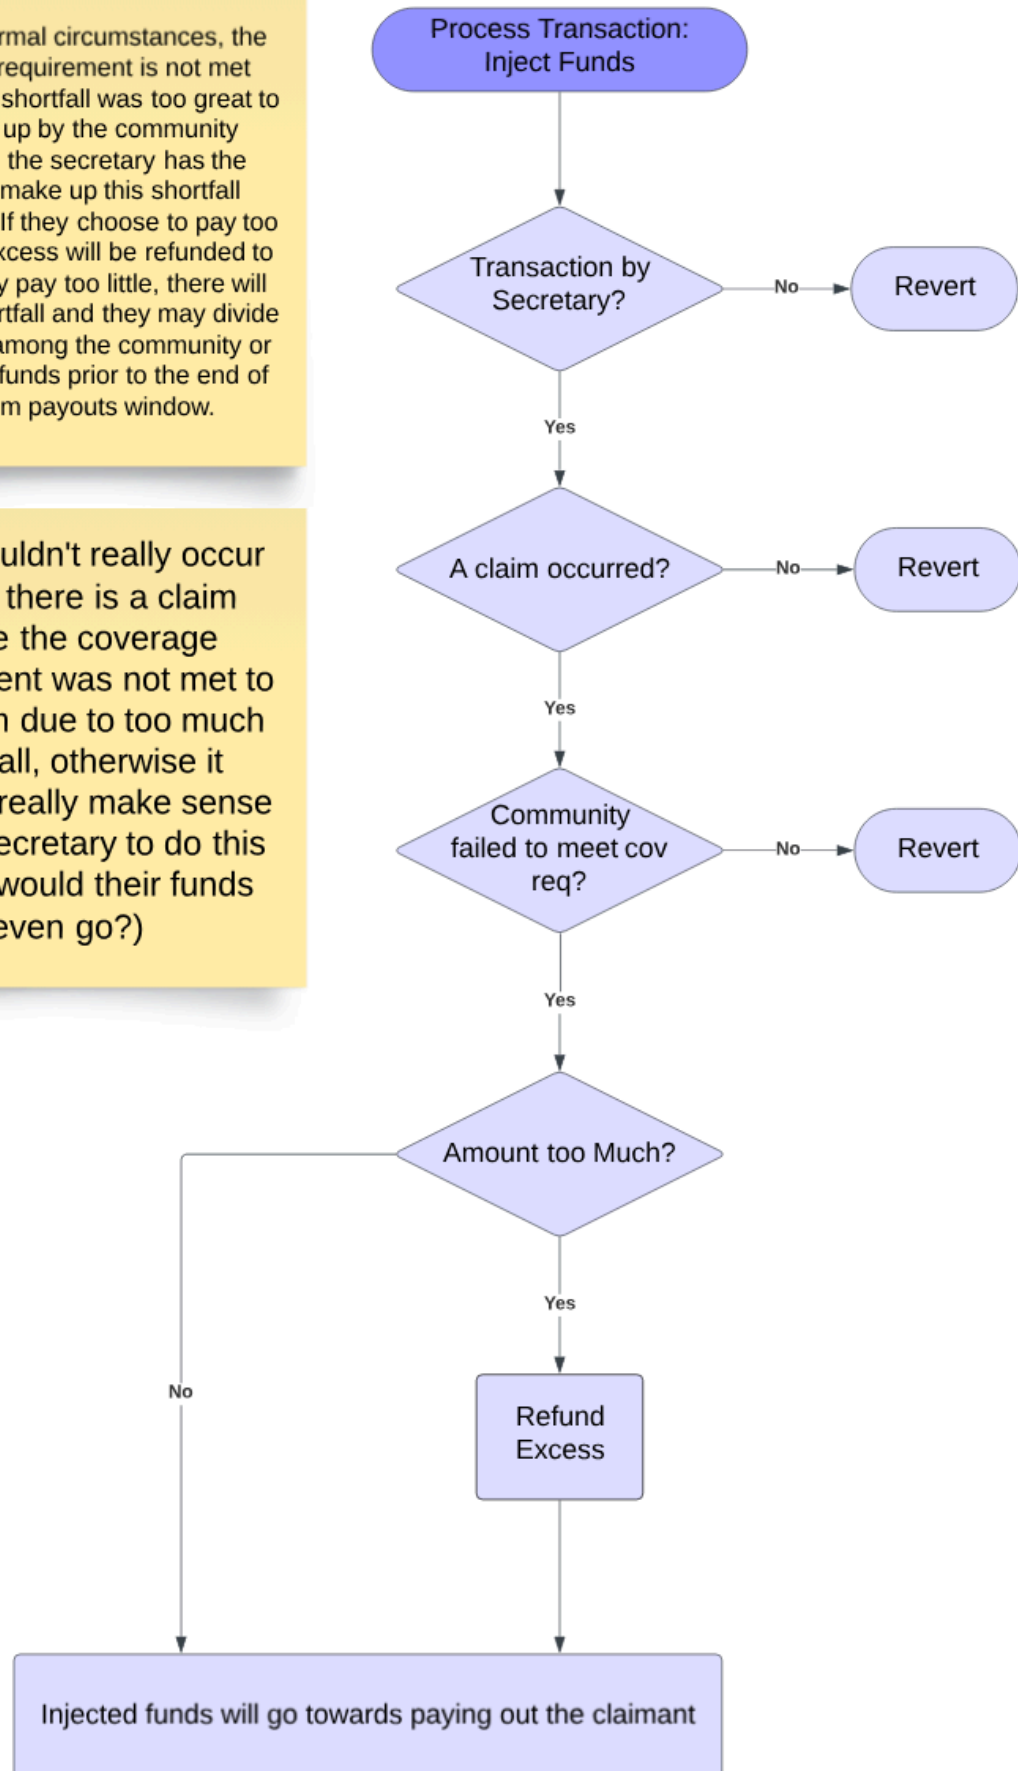 rmal circumstances, the
requirement is not met
shortfall was too great to
up by the community
the secretary has the
make up this shortfall
If they choose to pay too
xcess will be refunded to
y pay too little, there will
rtfall and they may divide
among the community or
funds prior to the end of
m payouts window.
uldn't really occur
there is a claim
e the coverage
ent was not met to
n due to too much
all, otherwise it
really make sense
ecretary to do this
would their funds
even go?)
Process Transaction:
Inject Funds
Transaction by
Secretary?
No
Revert
Yes
A claim occurred?
No
Revert
Yes
Community
failed to meet cov
req?
No
Revert
Yes
Amount too Much?
Yes
No
Refund
Excess
Injected funds will go towards paying out the claimant